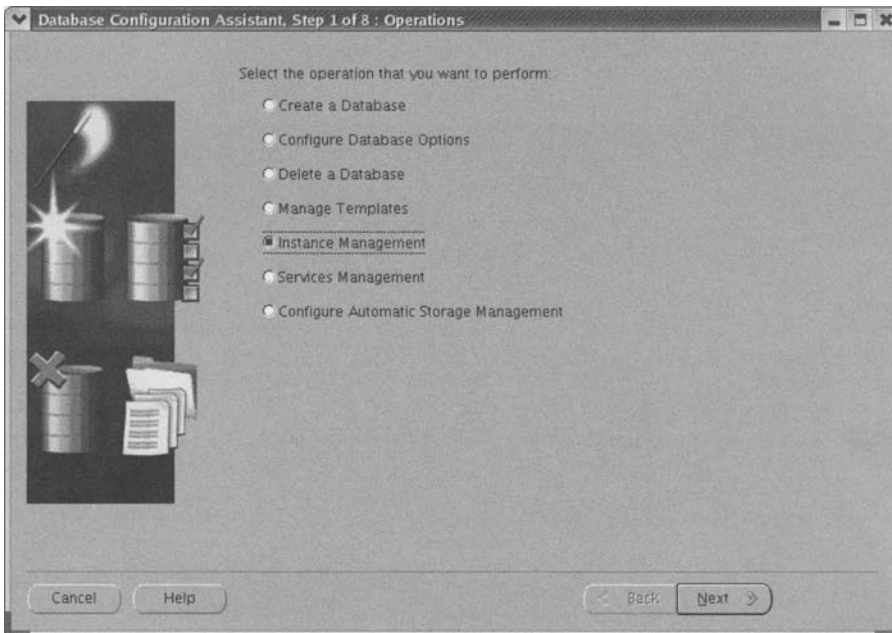 Database Configuration Assistant, Step 1 of 8 : Operations
Select the operation that you want to perform:
Create a Database
Configure Database Options
Delete a Database
Manage Templates
Instance Management
Services Management
Configure Automatic Storage Management
Cancel
Help
Back
Next